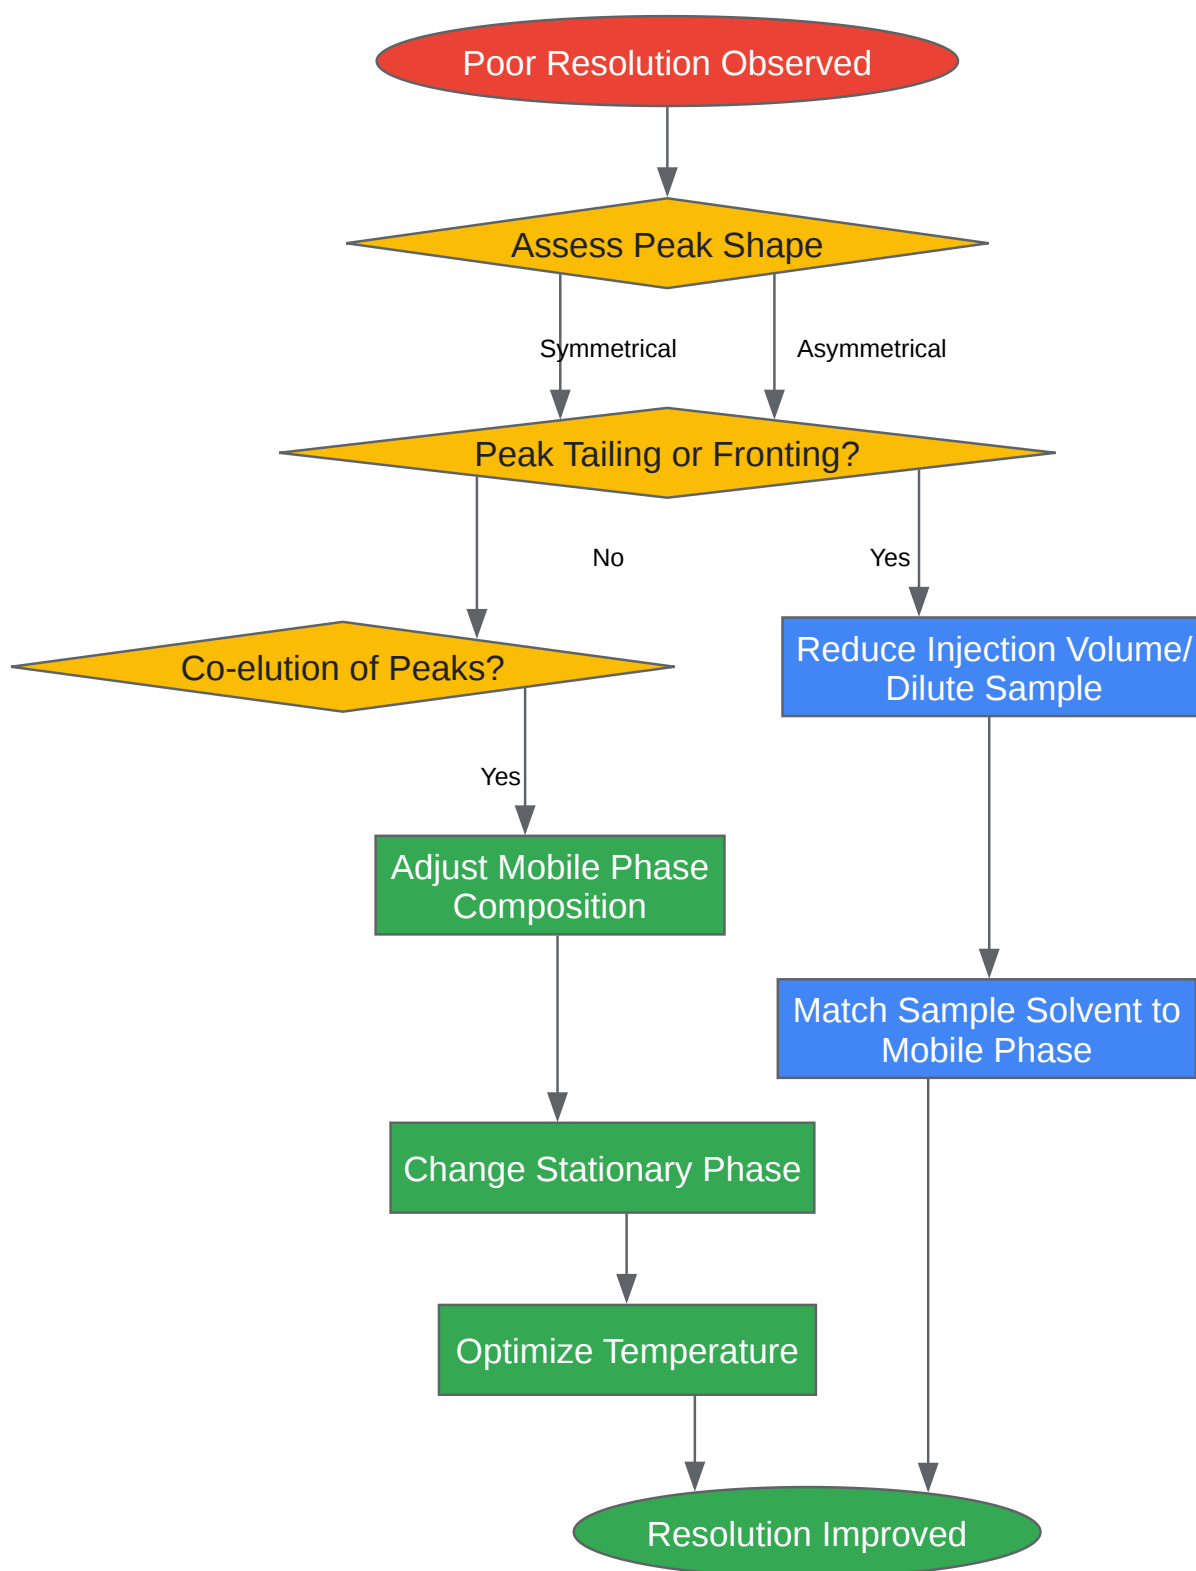 Poor Resolution Observed
Assess Peak Shape
Symmetrical
Asymmetrical
Peak Tailing or Fronting?
No
Yes
Co-elution of Peaks?
Reduce Injection Volume/
Dilute Sample
Yes
Adjust Mobile Phase
Composition
Match Sample Solvent to
Mobile Phase
Change Stationary Phase
Optimize Temperature
Resolution Improved